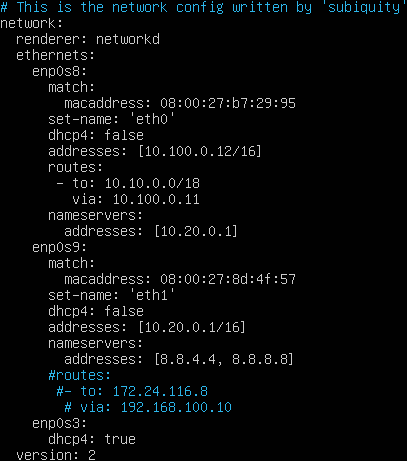 # This is the network config written by 'subiquity'
network:
  renderer: networkd
  ethernets:
    enp0s8:
      match:
        macaddress: 08:00:27:b7:29:95
      set-name: 'eth0'
      dhcp4: false
      addresses: [10.100.0.12/16]
      routes:
       - to: 10.10.0.0/18
         via: 10.100.0.11
      nameservers:
        addresses: [10.20.0.1]
    enp0s9:
      match:
        macaddress: 08:00:27:8d:4f:57
      set-name: 'eth1'
      dhcp4: false
      addresses: [10.20.0.1/16]
      nameservers:
        addresses: [8.8.4.4, 8.8.8.8]
      #routes:
       #- to: 172.24.116.8
        # via: 192.168.100.10
    enp0s3:
      dhcp4: true
  version: 2